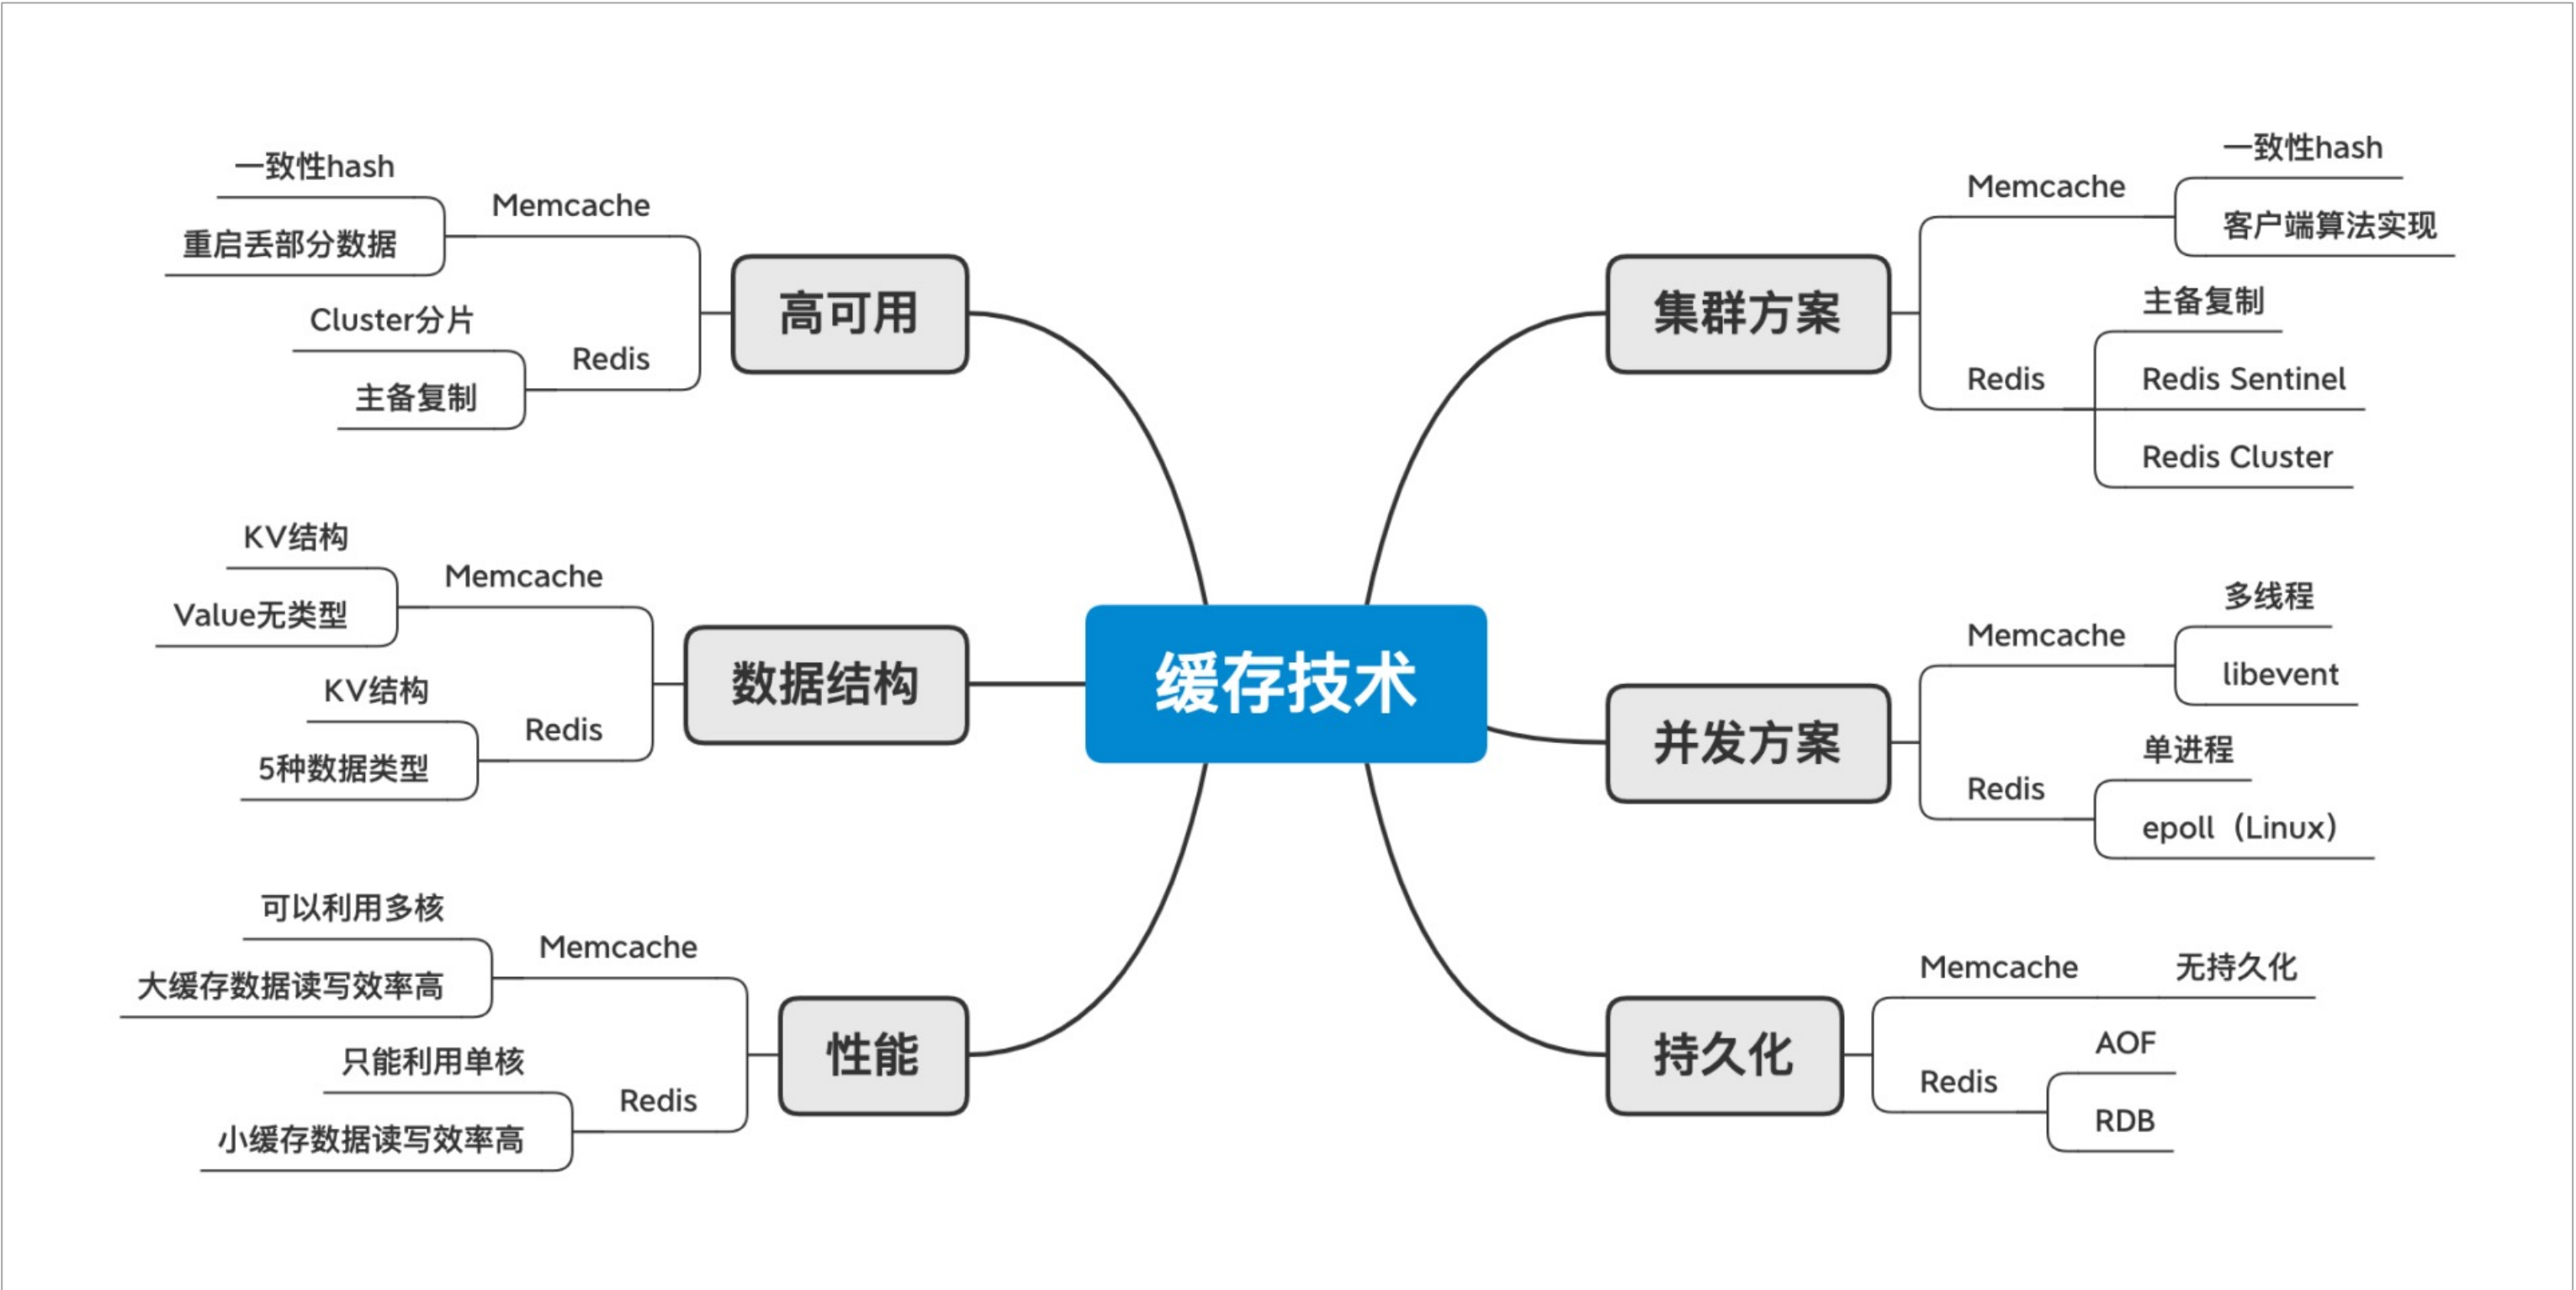 缓存技术
高可用
Memcache
一致性hash
重启丢部分数据
Redis
Cluster分片
主备复制
数据结构
Memcache
KV结构
Value无类型
Redis
KV结构
5种数据类型
性能
Memcache
可以利用多核
大缓存数据读写效率高
Redis
只能利用单核
小缓存数据读写效率高
集群方案
Memcache
一致性hash
客户端算法实现
Redis
主备复制
Redis Sentinel
Redis Cluster
并发方案
Memcache
多线程
libevent
Redis
单进程
epoll（Linux）
持久化
Memcache
无持久化
Redis
AOF
RDB